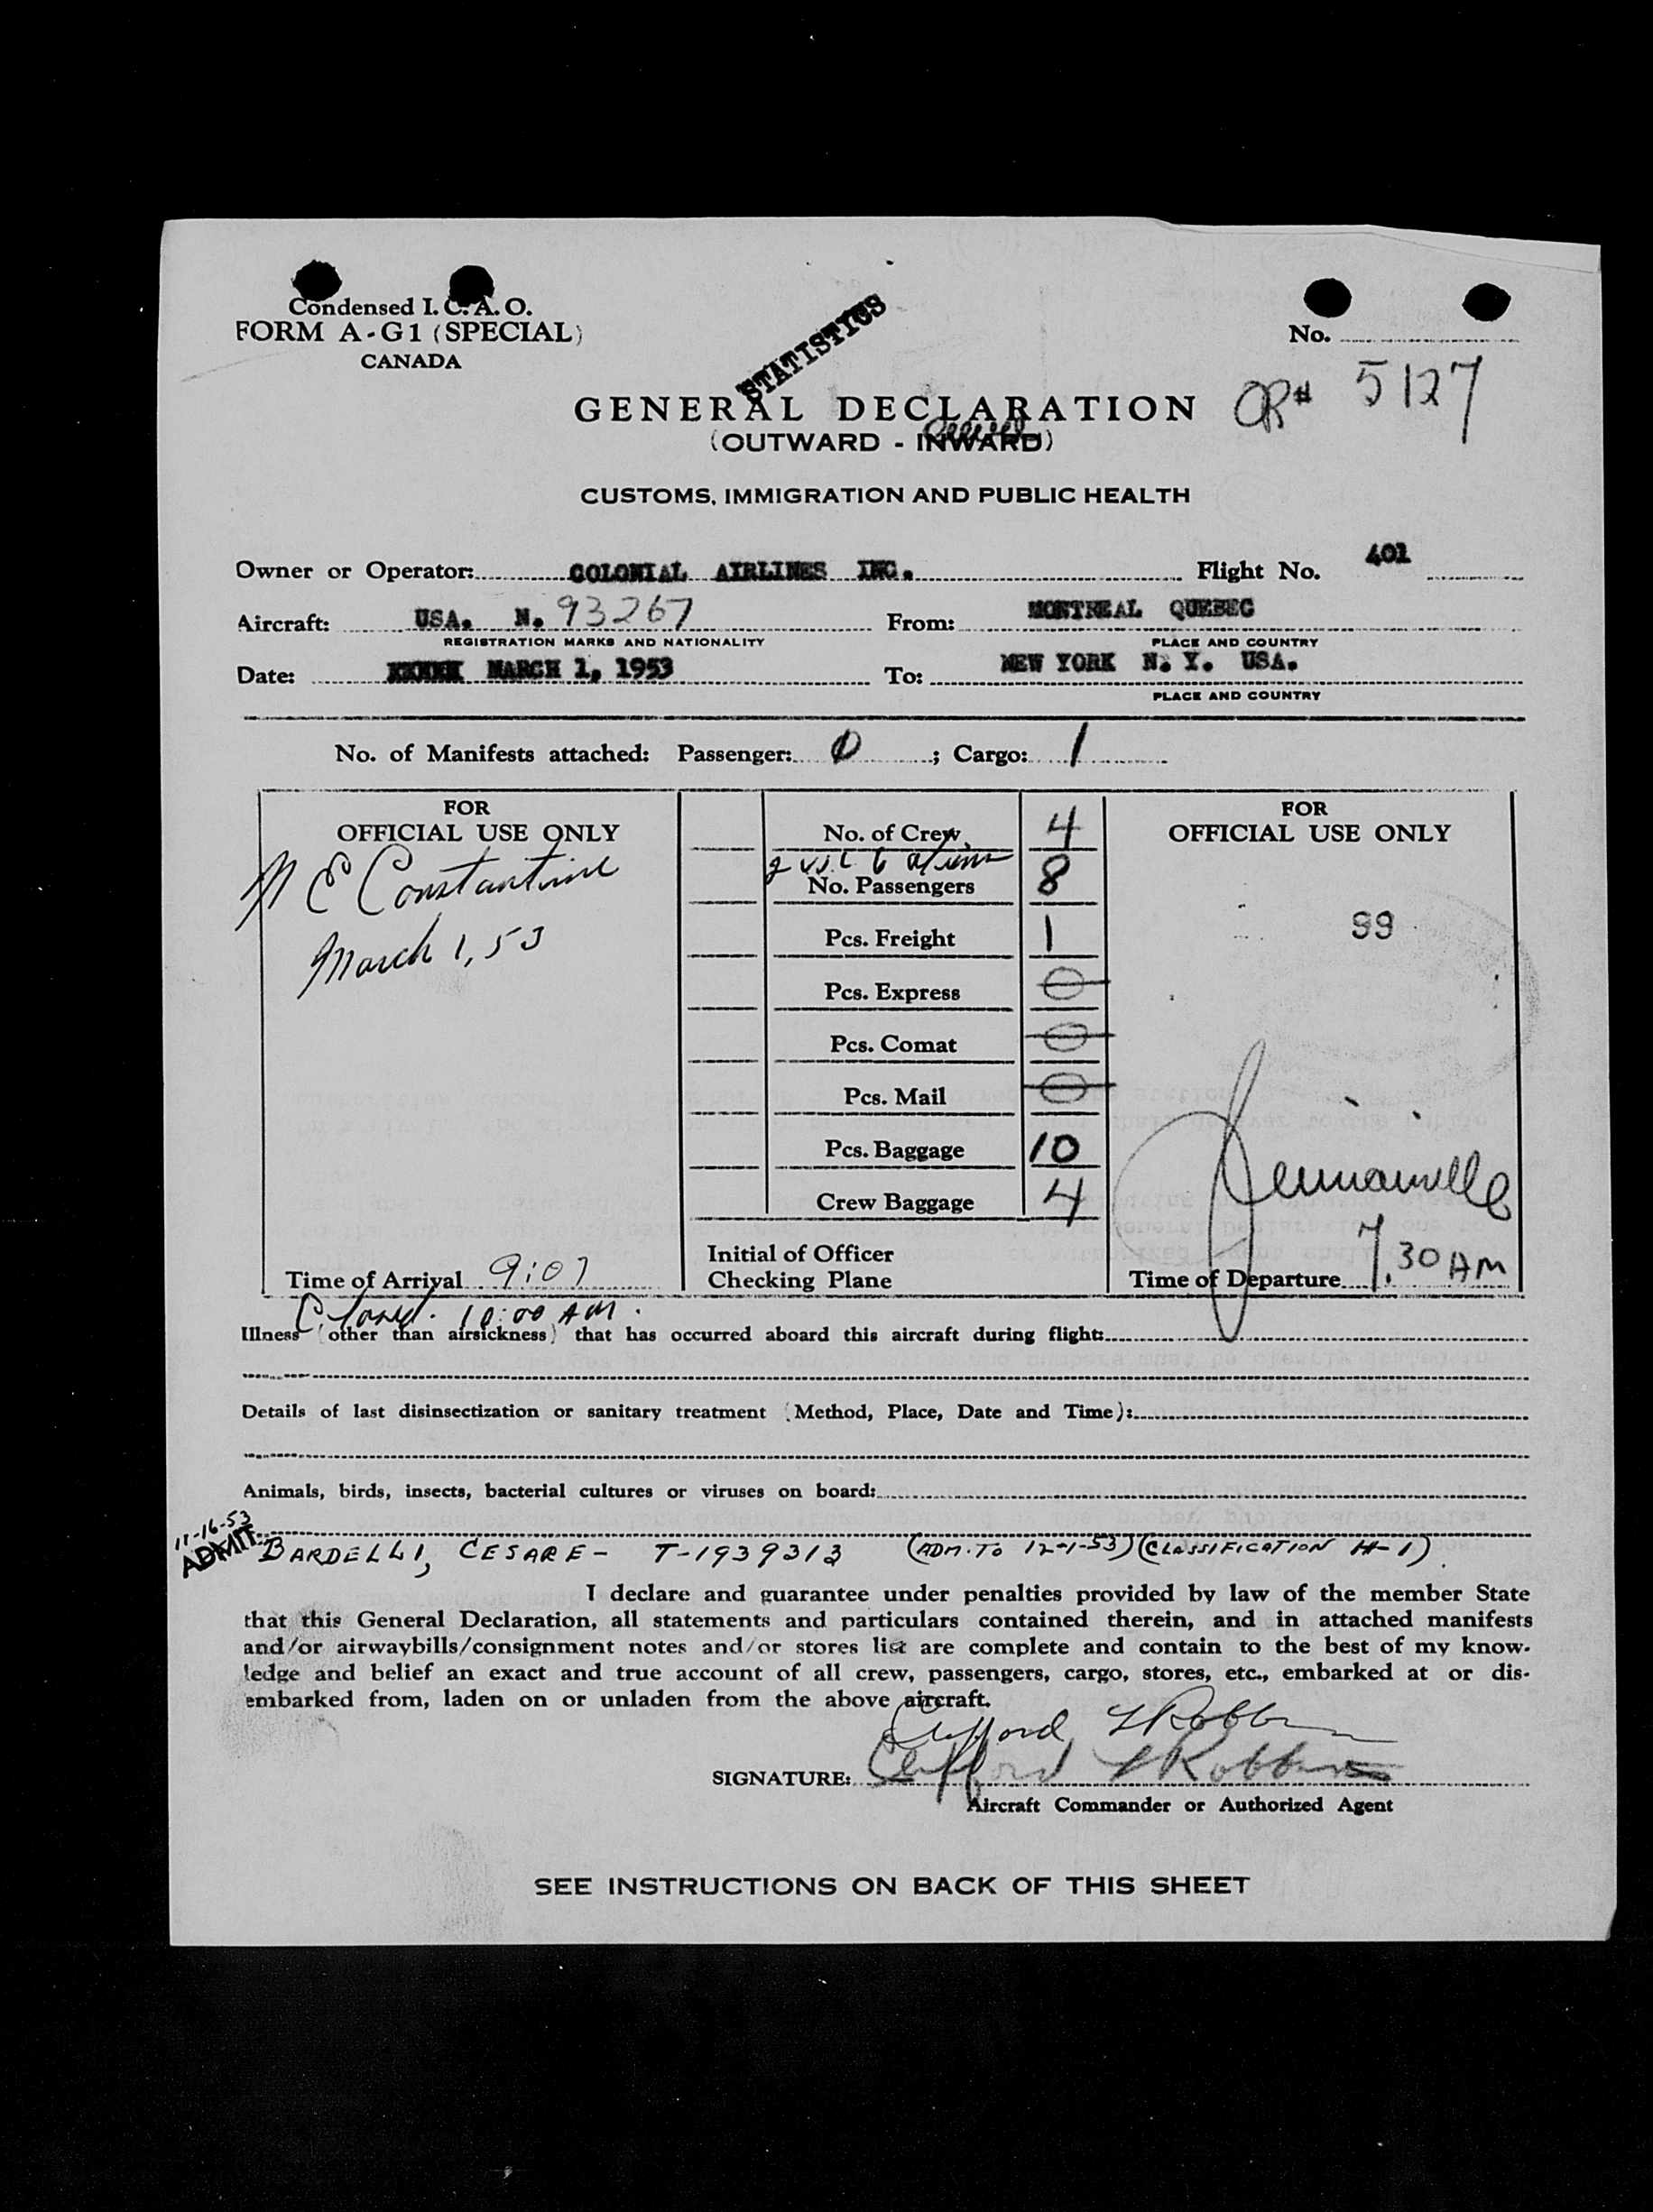 Condensed I. C. A. O.
FORM A-G1 (SPECIAL)
CANADA
No.
STATISTICS
OR# 5127
GENERAL DECLARATION
(OUTWARD - INWARD)
CUSTOMS, IMMIGRATION AND PUBLIC HEALTH
Owner or Operator: COLONIAL AIRLINES INC. Flight No. 401
Aircraft: USA. N. 93267 From: MONTREAL QUEBEC
REGISTRATION MARKS AND NATIONALITY PLACE AND COUNTRY
Date: XXXXX MARCH 1, 1953 To: NEW YORK N. Y. USA.
PLACE AND COUNTRY
No. of Manifests attached: Passenger: 0 ; Cargo: 1
FOR
OFFICIAL USE ONLY
N E Constantine
March 1, 53
Time of Arrival 9:07
10:00 AM.
No. of Crew 4
2 U.S.C 6 aliens
No. Passengers 8
Pcs. Freight 1
Pcs. Express 0
Pcs. Comat 0
Pcs. Mail 0
Pcs. Baggage 10
Crew Baggage 4
Initial of Officer
Checking Plane
FOR
OFFICIAL USE ONLY
99
Time of Departure 7.30 AM
Illness (other than airsickness) that has occurred aboard this aircraft during flight:
Details of last disinsectization or sanitary treatment (Method, Place, Date and Time):
Animals, birds, insects, bacterial cultures or viruses on board:
11-16-53
ADMIT: BARDELLI, CESARE - T-1939313 (ADM. TO 12-1-53) (CLASSIFICATION H-1)
I declare and guarantee under penalties provided by law of the member State
that this General Declaration, all statements and particulars contained therein, and in attached manifests
and/or airwaybills/consignment notes and/or stores list are complete and contain to the best of my know-
ledge and belief an exact and true account of all crew, passengers, cargo, stores, etc., embarked at or dis-
embarked from, laden on or unladen from the above aircraft.
Clifford L Robbins
SIGNATURE: Clifford L Robbins
Aircraft Commander or Authorized Agent
SEE INSTRUCTIONS ON BACK OF THIS SHEET